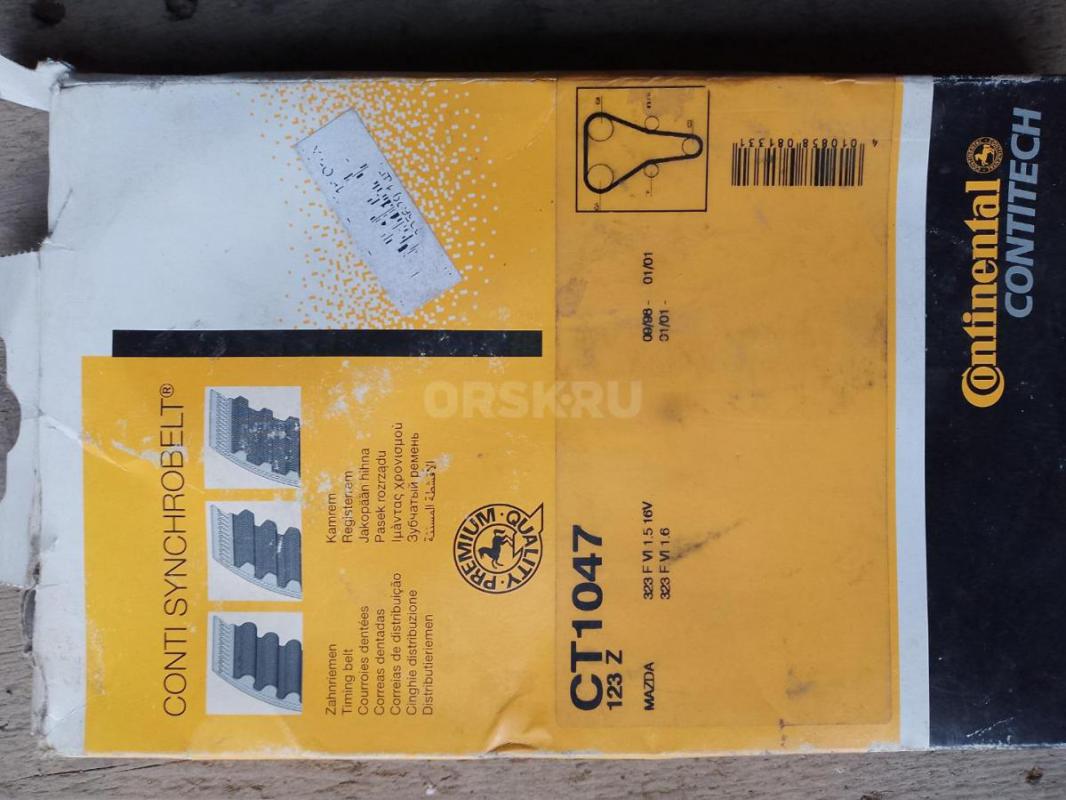 CONTI SYNCHROBELT®
Zahnriemen
Timing belt
Courroies dentées
Correas dentadas
Correias de distribuição
Cinghie distribuzione
Distributieriemen
Kamrem
Registerrem
Jakopään hihna
Pasek rozrządu
Ιμάντας χρονισμού
Зубчатый ремень
الأقشطة المسننة
PREMIUM · QUALITY ·
CT1047
123 Z
MAZDA 323 F VI 1.5 16V 09/98 - 01/01
323 F VI 1.6 01/01 -
4 010858 081331
Continental
CONTITECH
ORSK.RU